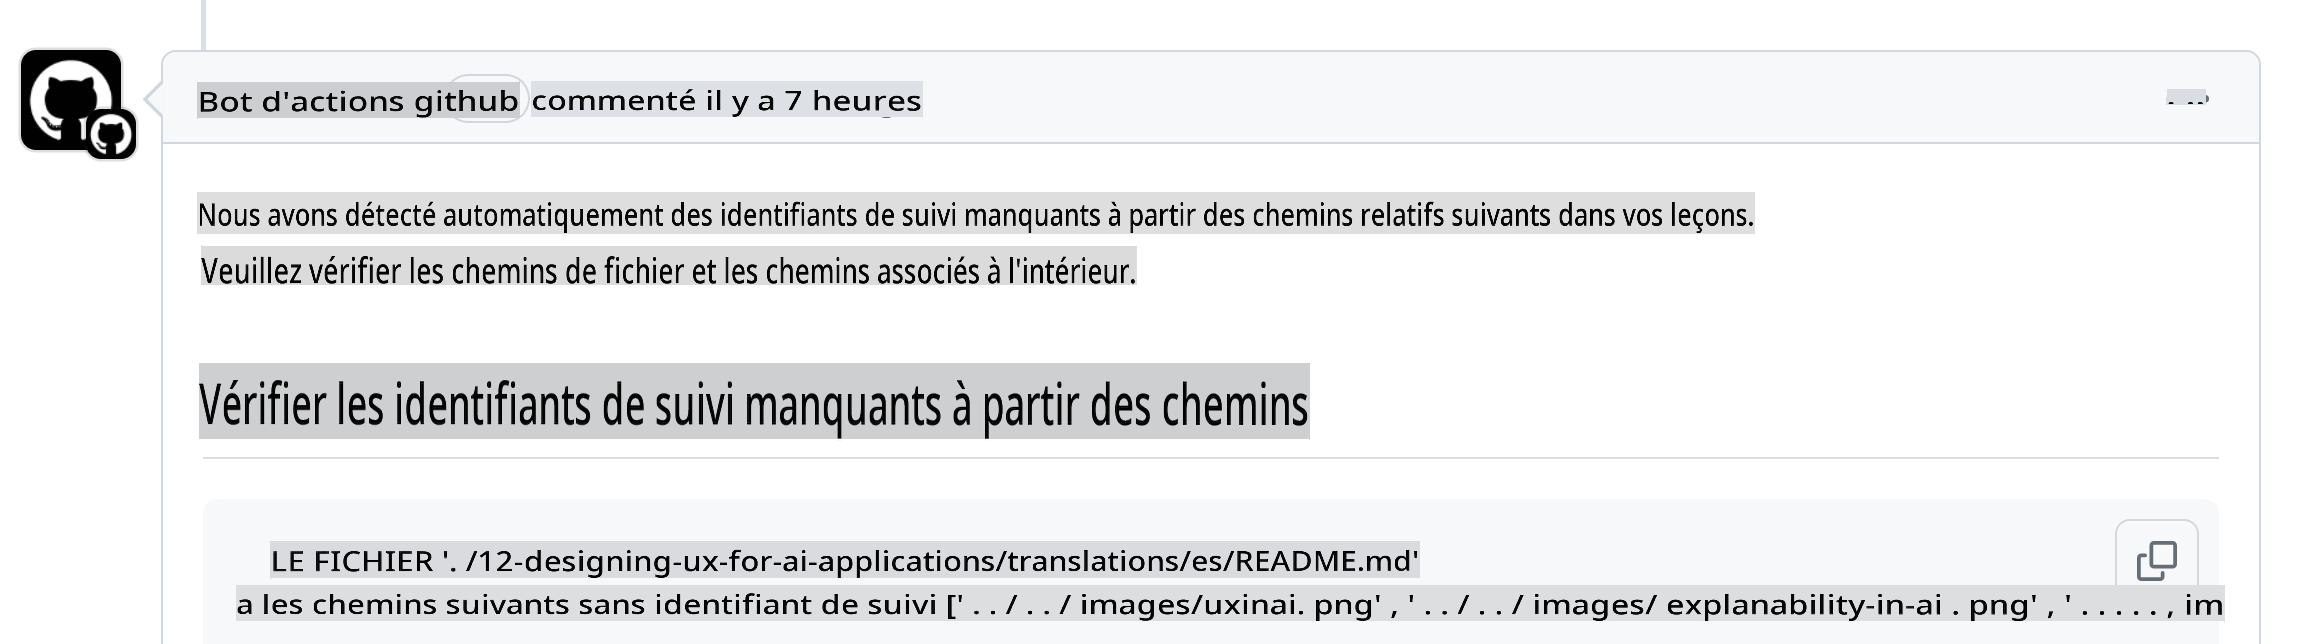 Bot d'actions github commenté il y a 7 heures
Nous avons détecté automatiquement des identifiants de suivi manquants à partir des chemins relatifs suivants dans vos leçons.
Veuillez vérifier les chemins de fichier et les chemins associés à l'intérieur.
Vérifier les identifiants de suivi manquants à partir des chemins
LE FICHIER '. /12-designing-ux-for-ai-applications/translations/es/README.md'
a les chemins suivants sans identifiant de suivi [' . . / . . / images/uxinai. png' , ' . . / . . / images/ explanability-in-ai . png' , ' . . . . . , im